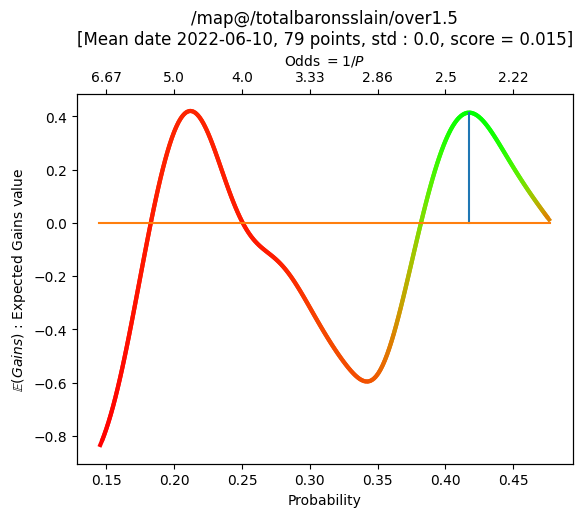 /map@/totalbaronsslain/over1.5
[Mean date 2022-06-10, 79 points, std : 0.0, score = 0.015]
Odds = 1/P
6.67 5.0 4.0 3.33 2.86 2.5 2.22
0.4
0.2
0.0
−0.2
−0.4
−0.6
−0.8
𝔼(Gains) : Expected Gains value
0.15 0.20 0.25 0.30 0.35 0.40 0.45
Probability